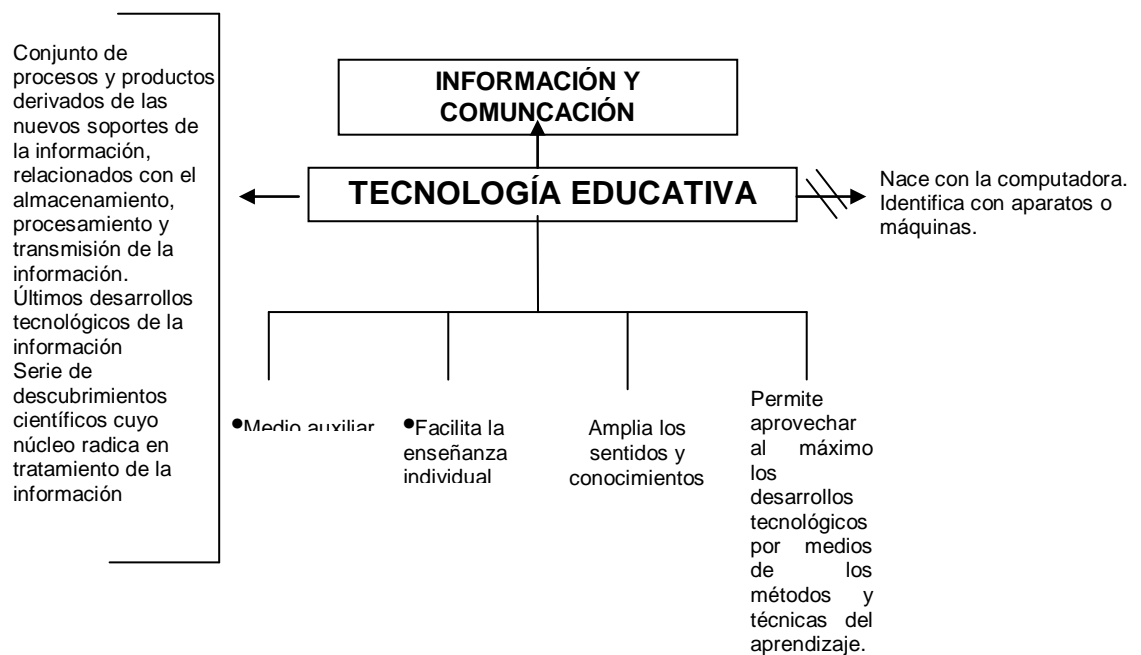 Conjunto de
procesos y productos
derivados de las
nuevos soportes de
la información,
relacionados con el
almacenamiento,
procesamiento y
transmisión de la
información.
Últimos desarrollos
tecnológicos de la
información
Serie de
descubrimientos
científicos cuyo
núcleo radica en
tratamiento de la
información
INFORMACIÓN Y
COMUNCACIÓN
TECNOLOGÍA EDUCATIVA
Nace con la computadora.
Identifica con aparatos o
máquinas.
•Medio auxiliar
•Facilita la
enseñanza
individual
Amplia los
sentidos y
conocimientos
Permite
aprovechar
al máximo
los
desarrollos
tecnológicos
por medios
de los
métodos y
técnicas del
aprendizaje.